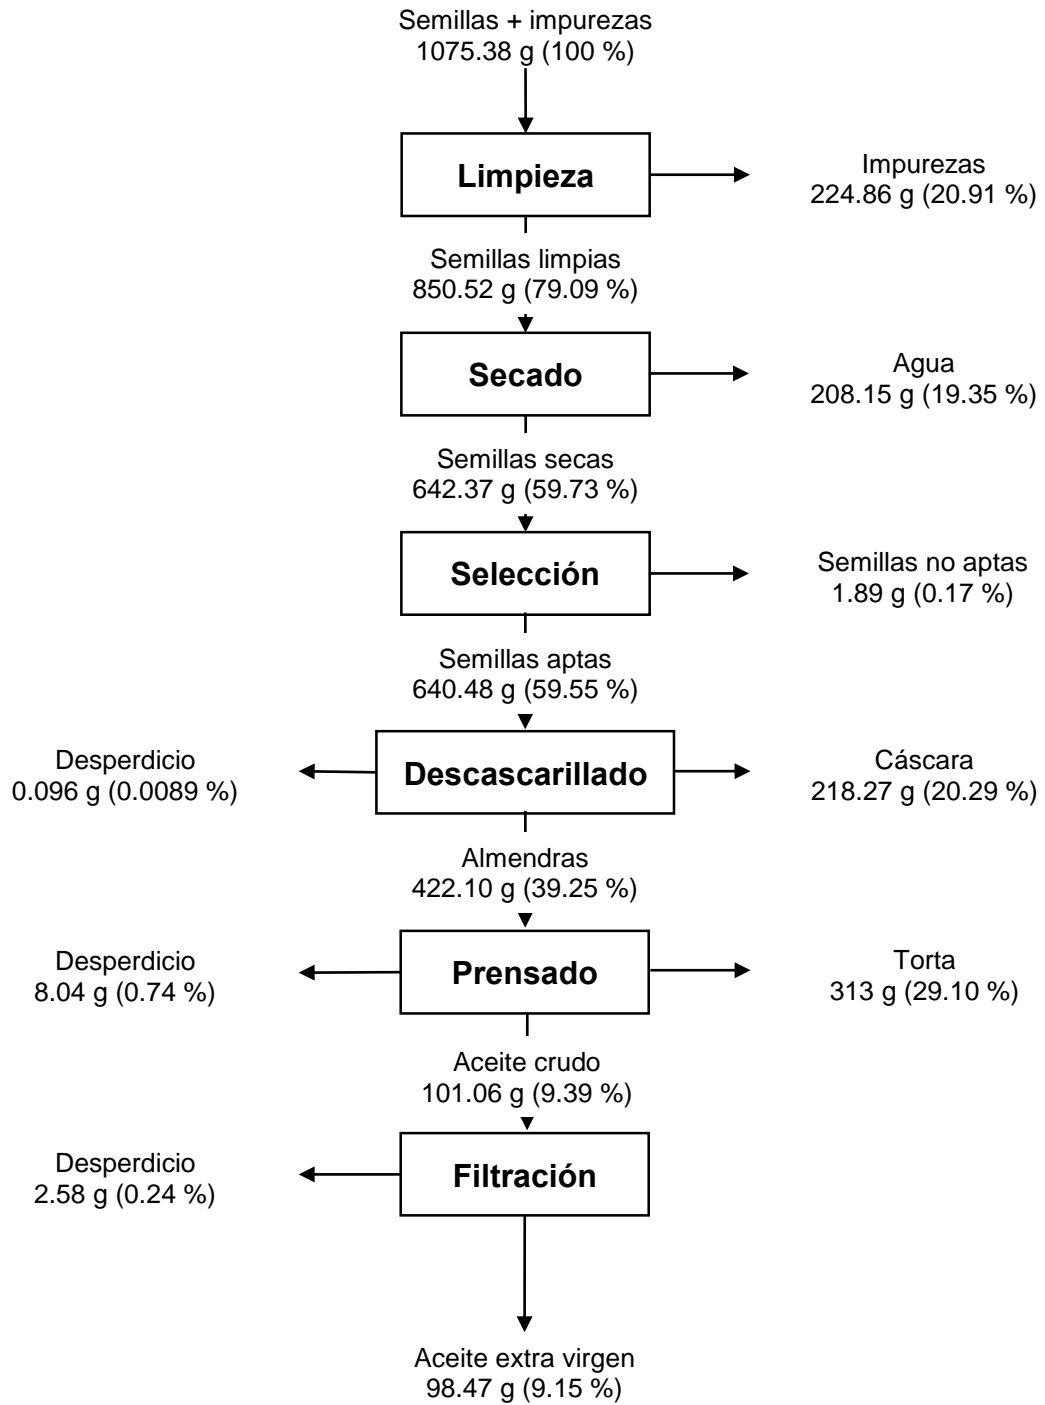 Semillas + impurezas
1075.38 g (100 %)
Limpieza
Impurezas
224.86 g (20.91 %)
Semillas limpias
850.52 g (79.09 %)
Secado
Agua
208.15 g (19.35 %)
Semillas secas
642.37 g (59.73 %)
Selección
Semillas no aptas
1.89 g (0.17 %)
Semillas aptas
640.48 g (59.55 %)
Desperdicio
0.096 g (0.0089 %)
Descascarillado
Cáscara
218.27 g (20.29 %)
Almendras
422.10 g (39.25 %)
Desperdicio
8.04 g (0.74 %)
Prensado
Torta
313 g (29.10 %)
Aceite crudo
101.06 g (9.39 %)
Desperdicio
2.58 g (0.24 %)
Filtración
Aceite extra virgen
98.47 g (9.15 %)